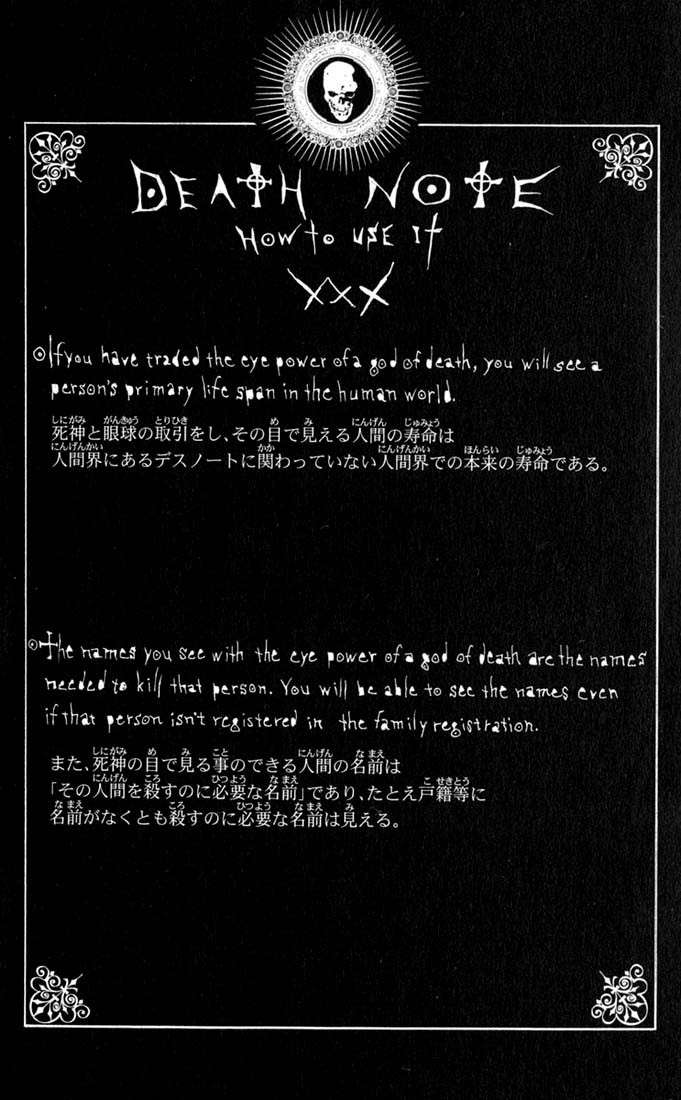 DEATH NOTE
HOW to USE It
XXX
If you have traded the eye power of a god of death, you will see a
person's primary life span in the human world.
死神と眼球の取引をし、その目で見える人間の寿命は
人間界にあるデスノートに関わっていない人間界での本来の寿命である。
The names you see with the eye power of a god of death are the names
needed to kill that person. You will be able to see the names even
if that person isn't registered in the family registration.
また、死神の目で見る事のできる人間の名前は
「その人間を殺すのに必要な名前」であり、たとえ戸籍等に
名前がなくとも殺すのに必要な名前は見える。